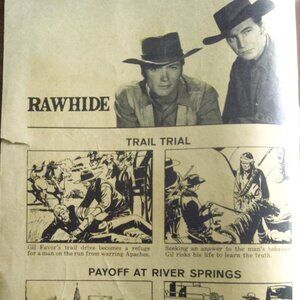 RAWHIDE
TRAIL TRIAL
Gil Favor's trail drive becomes a refuge
for a man on the run from warring Apaches.
Seeking an answer to the man's behavior
Gil risks his life to learn the truth.
PAYOFF AT RIVER SPRINGS